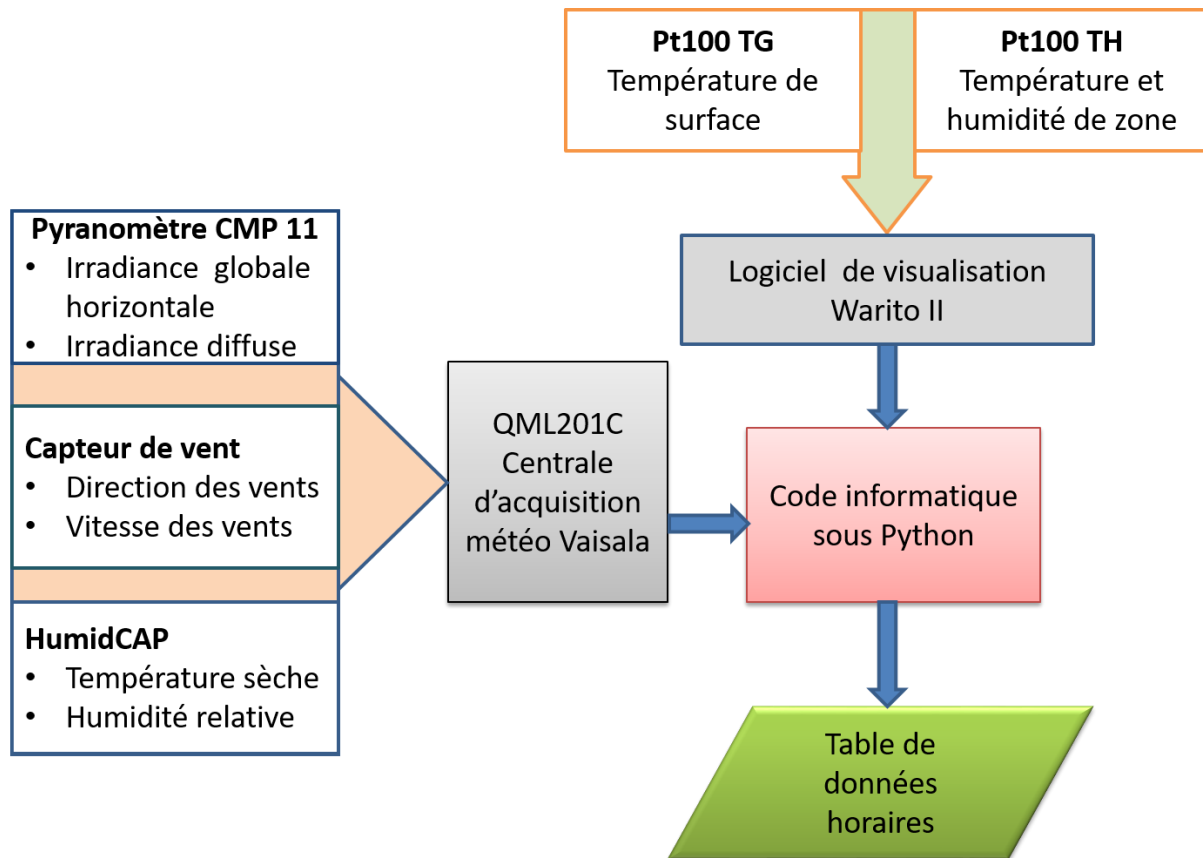 Pt100 TG
Température de
surface
Pt100 TH
Température et
humidité de zone
Pyranomètre CMP 11
• Irradiance globale
horizontale
• Irradiance diffuse
Capteur de vent
• Direction des vents
• Vitesse des vents
HumidCAP
• Température sèche
• Humidité relative
QML201C
Centrale
d’acquisition
météo Vaisala
Logiciel de visualisation
Warito II
Code informatique
sous Python
Table de
données
horaires